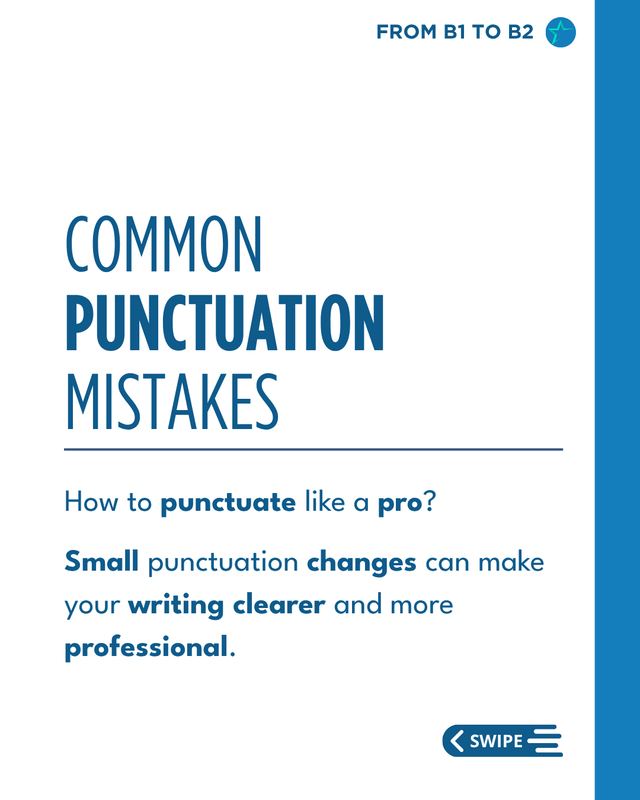 FROM B1 TO B2
COMMON
PUNCTUATION
MISTAKES
How to punctuate like a pro?
Small punctuation changes can make
your writing clearer and more
professional.
SWIPE